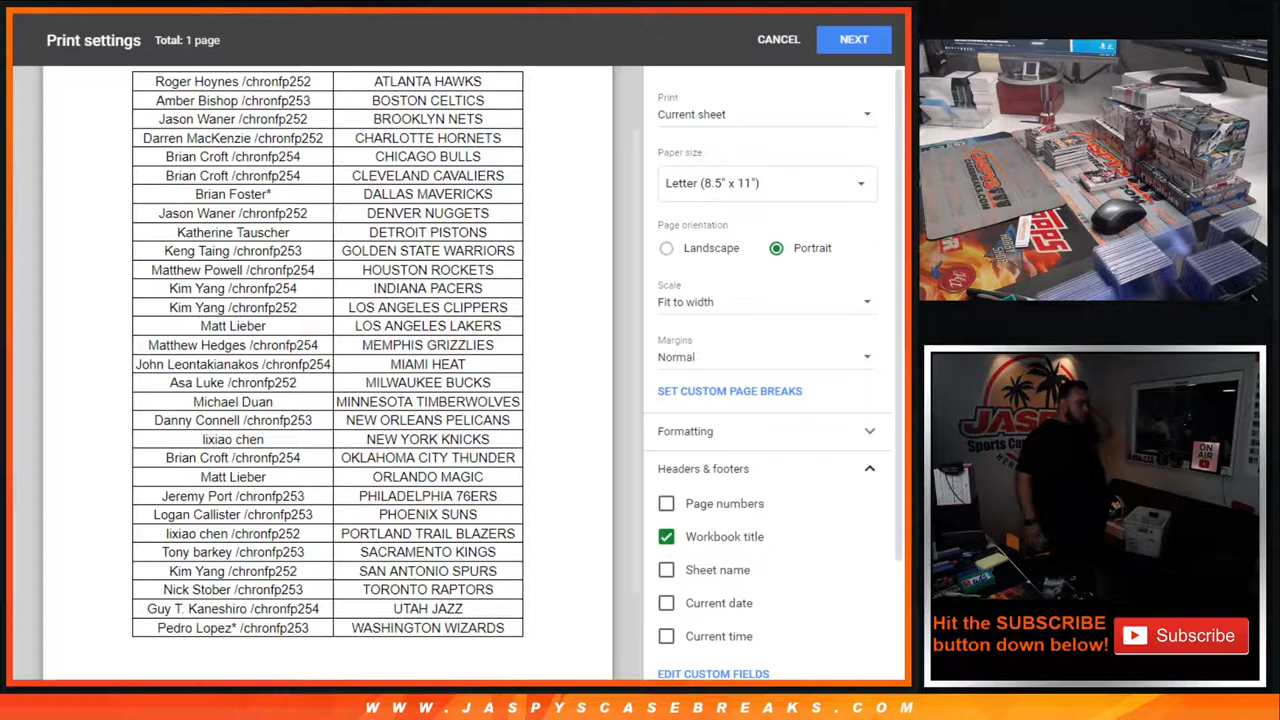 Print settings Total: 1 page CANCEL NEXT
Roger Hoynes /chronfp252 ATLANTA HAWKS
Amber Bishop /chronfp253 BOSTON CELTICS
Jason Waner /chronfp252 BROOKLYN NETS
Darren MacKenzie /chronfp252 CHARLOTTE HORNETS
Brian Croft /chronfp254 CHICAGO BULLS
Brian Croft /chronfp254 CLEVELAND CAVALIERS
Brian Foster* DALLAS MAVERICKS
Jason Waner /chronfp252 DENVER NUGGETS
Katherine Tauscher DETROIT PISTONS
Keng Taing /chronfp253 GOLDEN STATE WARRIORS
Matthew Powell /chronfp254 HOUSTON ROCKETS
Kim Yang /chronfp254 INDIANA PACERS
Kim Yang /chronfp252 LOS ANGELES CLIPPERS
Matt Lieber LOS ANGELES LAKERS
Matthew Hedges /chronfp254 MEMPHIS GRIZZLIES
John Leontakianakos /chronfp254 MIAMI HEAT
Asa Luke /chronfp252 MILWAUKEE BUCKS
Michael Duan MINNESOTA TIMBERWOLVES
Danny Connell /chronfp253 NEW ORLEANS PELICANS
lixiao chen NEW YORK KNICKS
Brian Croft /chronfp254 OKLAHOMA CITY THUNDER
Matt Lieber ORLANDO MAGIC
Jeremy Port /chronfp253 PHILADELPHIA 76ERS
Logan Callister /chronfp253 PHOENIX SUNS
lixiao chen /chronfp252 PORTLAND TRAIL BLAZERS
Tony barkey /chronfp253 SACRAMENTO KINGS
Kim Yang /chronfp252 SAN ANTONIO SPURS
Nick Stober /chronfp253 TORONTO RAPTORS
Guy T. Kaneshiro /chronfp254 UTAH JAZZ
Pedro Lopez* /chronfp253 WASHINGTON WIZARDS
Print
Current sheet
Paper size
Letter (8.5" x 11")
Page orientation
Landscape Portrait
Scale
Fit to width
Margins
Normal
SET CUSTOM PAGE BREAKS
Formatting
Headers & footers
Page numbers
Workbook title
Sheet name
Current date
Current time
EDIT CUSTOM FIELDS
JASP
Sports Ca
ON
AIR
Hit the SUBSCRIBE
button down below!
Subscribe
WWW.JASPYSCASEBREAKS.COM